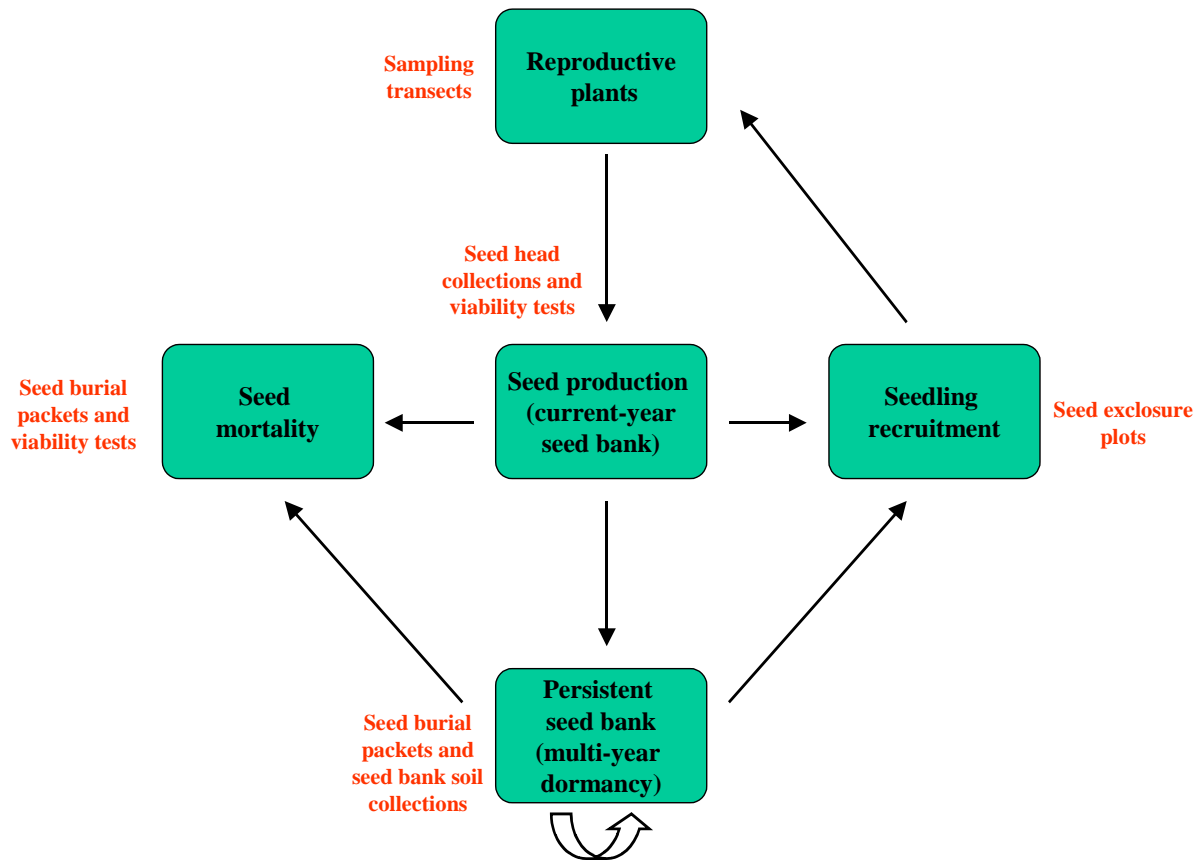 Sampling
transects
Reproductive
plants
Seed head
collections and
viability tests
Seed burial
packets and
viability tests
Seed
mortality
Seed production
(current-year
seed bank)
Seedling
recruitment
Seed exclosure
plots
Seed burial
packets and
seed bank soil
collections
Persistent
seed bank
(multi-year
dormancy)